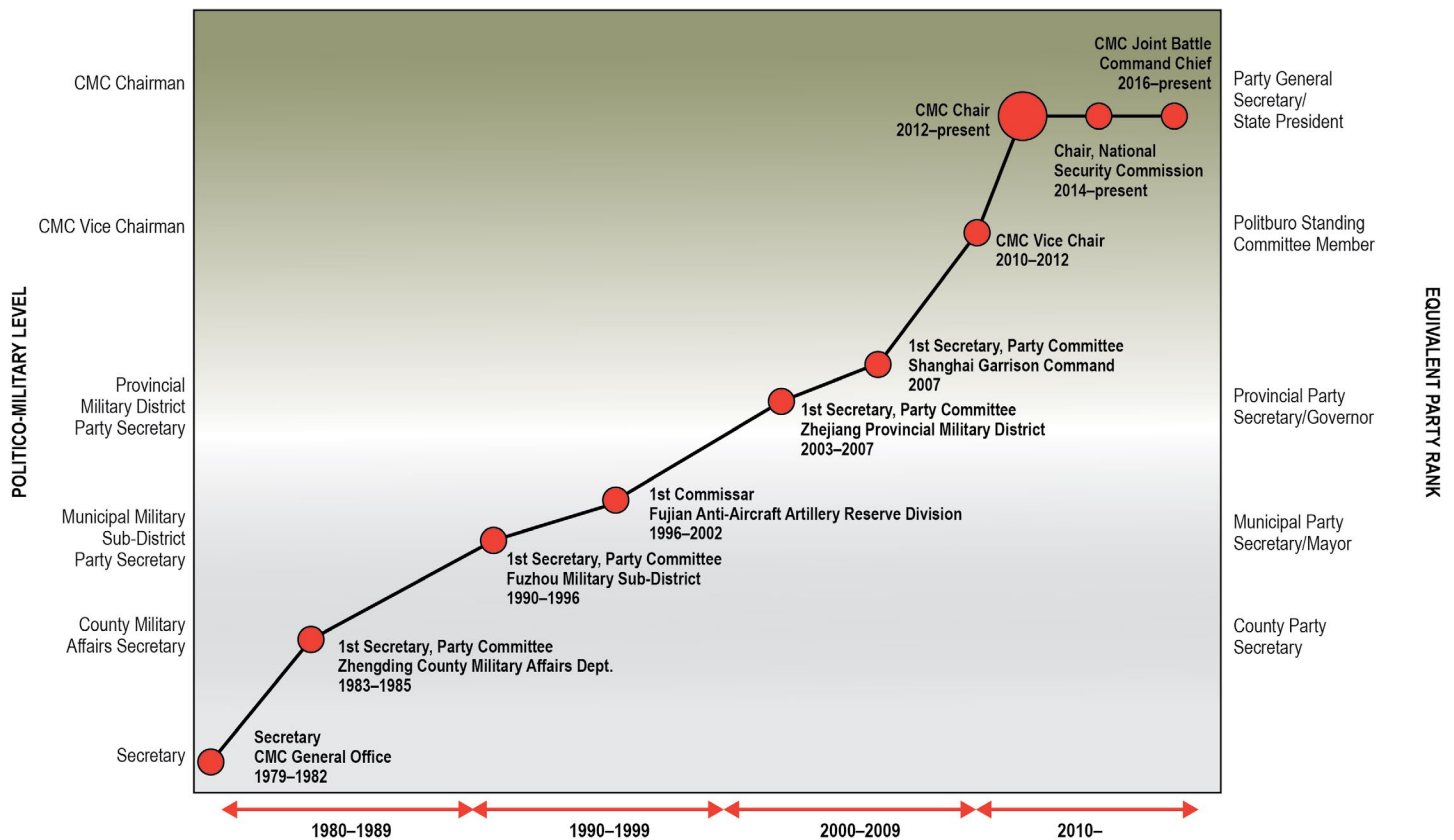 POLITICO-MILITARY LEVEL
CMC Chairman
CMC Vice Chairman
Provincial
Military District
Party Secretary
Municipal Military
Sub-District
Party Secretary
County Military
Affairs Secretary
Secretary
CMC Joint Battle
Command Chief
2016–present
CMC Chair
2012–present
Chair, National
Security Commission
2014–present
CMC Vice Chair
2010–2012
1st Secretary, Party Committee
Shanghai Garrison Command
2007
1st Secretary, Party Committee
Zhejiang Provincial Military District
2003–2007
1st Commissar
Fujian Anti-Aircraft Artillery Reserve Division
1996–2002
1st Secretary, Party Committee
Fuzhou Military Sub-District
1990–1996
1st Secretary, Party Committee
Zhengding County Military Affairs Dept.
1983–1985
Secretary
CMC General Office
1979–1982
Party General
Secretary/
State President
Politburo Standing
Committee Member
Provincial Party
Secretary/Governor
Municipal Party
Secretary/Mayor
County Party
Secretary
EQUIVALENT PARTY RANK
1980–1989
1990–1999
2000–2009
2010–